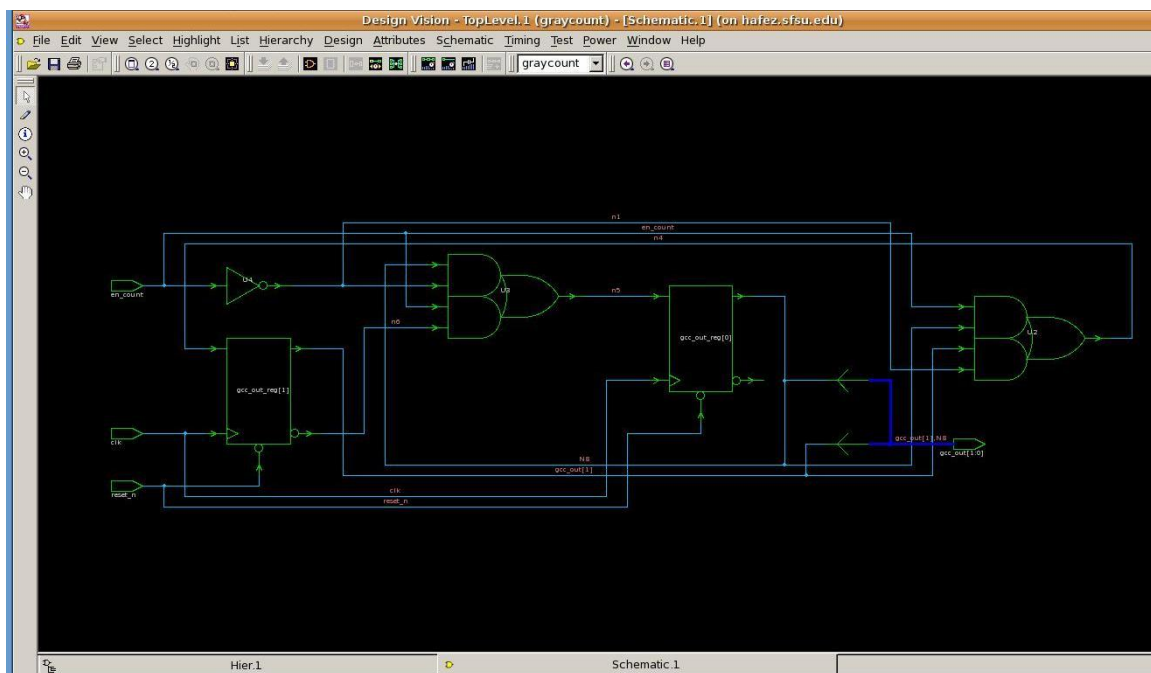 Design Vision - TopLevel.1 (graycount) - [Schematic.1] (on hafez.sfsu.edu)
File Edit View Select Highlight List Hierarchy Design Attributes Schematic Timing Test Power Window Help
graycount
n1
en_count
n4
U4
en_count
U3
n5
n6
gcc_out_reg[0]
U2
gcc_out_reg[1]
clk
gcc_out[1],N8
gcc_out[1:0]
N8
gcc_out[1]
reset_n
clk
reset_n
Hier.1 Schematic.1